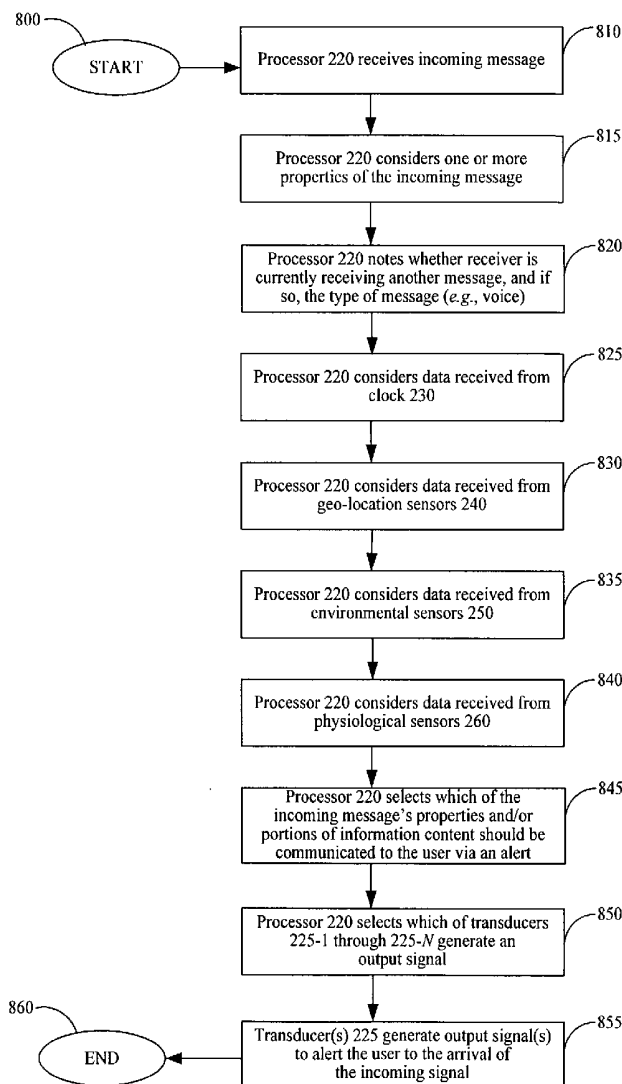 800
START
810
Processor 220 receives incoming message
815
Processor 220 considers one or more
properties of the incoming message
820
Processor 220 notes whether receiver is
currently receiving another message, and if
so, the type of message (e.g., voice)
825
Processor 220 considers data received from
clock 230
830
Processor 220 considers data received from
geo-location sensors 240
835
Processor 220 considers data received from
environmental sensors 250
840
Processor 220 considers data received from
physiological sensors 260
845
Processor 220 selects which of the
incoming message's properties and/or
portions of information content should be
communicated to the user via an alert
850
Processor 220 selects which of transducers
225-1 through 225-N generate an
output signal
860
END
855
Transducer(s) 225 generate output signal(s)
to alert the user to the arrival of
the incoming signal